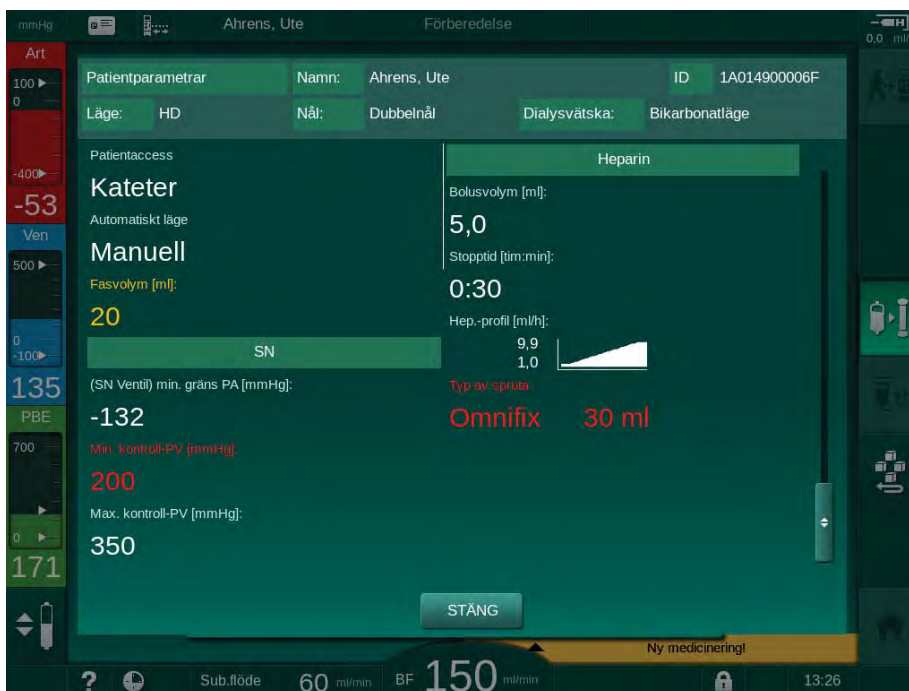 mmHg Ahrens, Ute Förberedelse 0,0 ml/
Art
100
0
-400
-53
Ven
500
0
-100
135
PBE
700
0
171
Patientparametrar Namn: Ahrens, Ute ID 1A014900006F
Läge: HD Nål: Dubbelnål Dialysvätska: Bikarbonatläge
Patientaccess
Kateter
Automatiskt läge
Manuell
Fasvolym [ml]:
20
SN
(SN Ventil) min. gräns PA [mmHg]:
-132
Min. kontroll-PV [mmHg]:
200
Max. kontroll-PV [mmHg]:
350
Heparin
Bolusvolym [ml]:
5,0
Stopptid [tim:min]:
0:30
Hep.-profil [ml/h]:
9,9
1,0
Typ av spruta:
Omnifix 30 ml
STÄNG
Ny medicinering!
? Sub.flöde 60 ml/min BF 150 ml/min 13:26